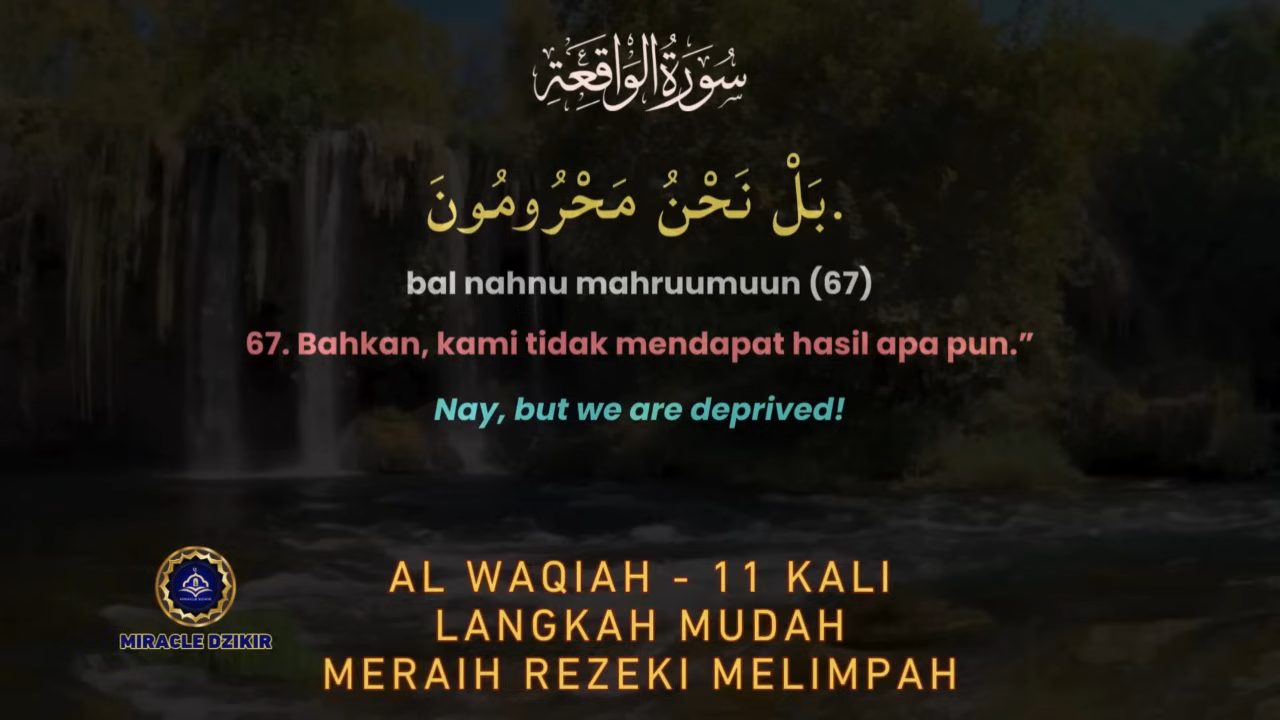 سُورَةُ الْوَاقِعَةِ
بَلْ نَحْنُ مَحْرُومُونَ.
bal nahnu mahruumuun (67)
67. Bahkan, kami tidak mendapat hasil apa pun.”
Nay, but we are deprived!
MIRACLE DZIKIR
AL WAQIAH - 11 KALI
LANGKAH MUDAH
MERAIH REZEKI MELIMPAH